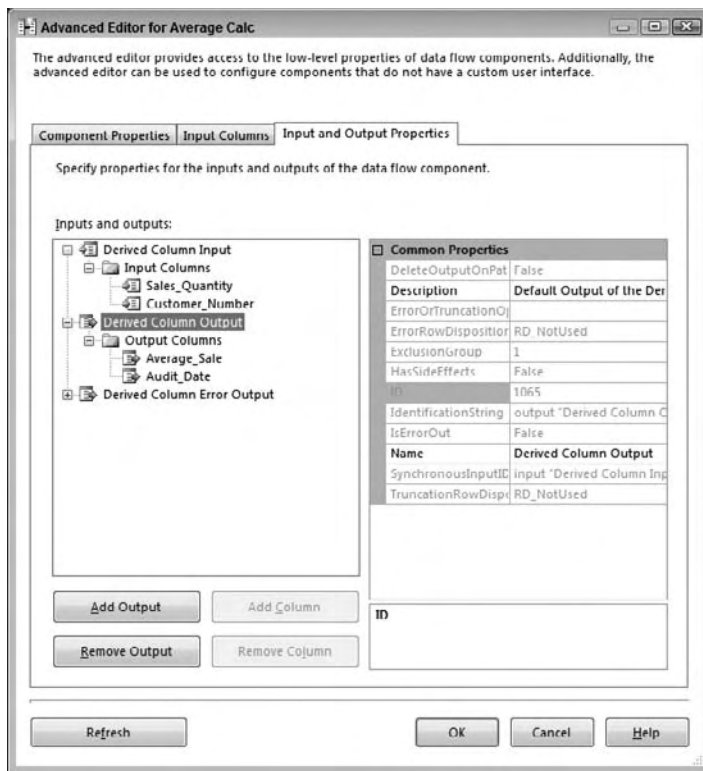 Advanced Editor for Average Calc
The advanced editor provides access to the low-level properties of data flow components. Additionally, the
advanced editor can be used to configure components that do not have a custom user interface.
Component Properties Input Columns Input and Output Properties
Specify properties for the inputs and outputs of the data flow component.
Inputs and outputs:
Derived Column Input
Input Columns
Sales_Quantity
Customer_Number
Derived Column Output
Output Columns
Average_Sale
Audit_Date
Derived Column Error Output
Add Output Add Column
Remove Output Remove Column
Common Properties
DeleteOutputOnPat False
Description Default Output of the Der
ErrorOrTruncationOp
ErrorRowDisposition RD_NotUsed
ExclusionGroup 1
HasSideEffects False
ID 1065
IdentificationString output "Derived Column C
IsErrorOut False
Name Derived Column Output
SynchronousInputID input "Derived Column Inp
TruncationRowDispo RD_NotUsed
ID
Refresh OK Cancel Help